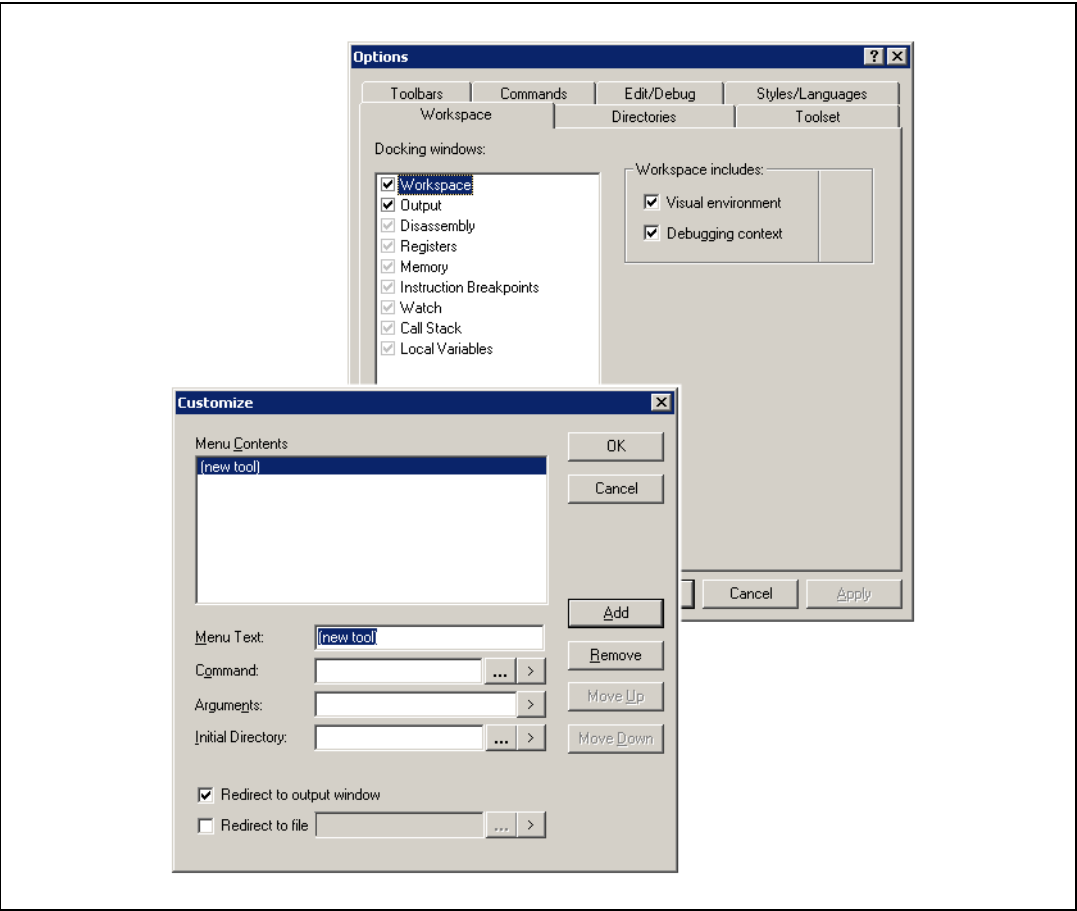 Options
Toolbars Commands Edit/Debug Styles/Languages
Workspace Directories Toolset
Docking windows:
Workspace
Output
Disassembly
Registers
Memory
Instruction Breakpoints
Watch
Call Stack
Local Variables
Workspace includes:
Visual environment
Debugging context
Cancel Apply
Customize
Menu Contents
(new tool)
OK
Cancel
Add
Remove
Move Up
Move Down
Menu Text: (new tool)
Command: ... >
Arguments: >
Initial Directory: ... >
Redirect to output window
Redirect to file ... >